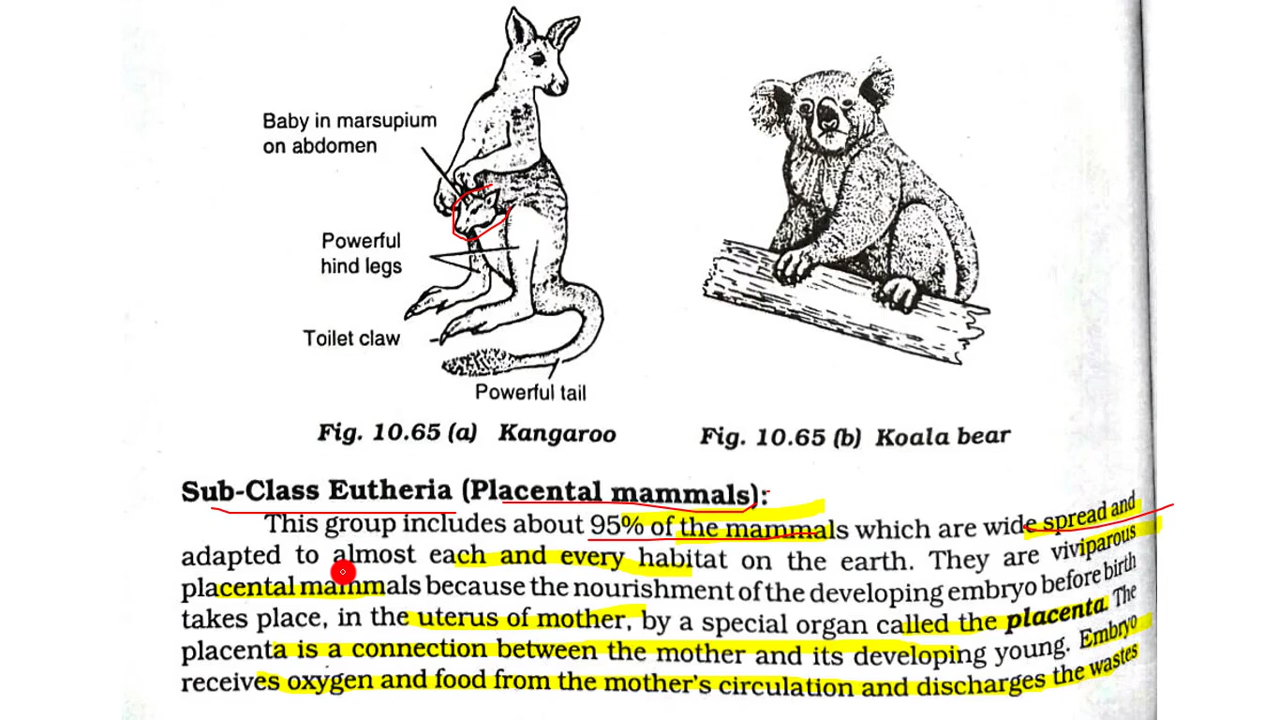 Baby in marsupium
on abdomen
Powerful
hind legs
Toilet claw
Powerful tail
Fig. 10.65 (a) Kangaroo
Fig. 10.65 (b) Koala bear
Sub-Class Eutheria (Placental mammals):
This group includes about 95% of the mammals which are wide spread and
adapted to almost each and every habitat on the earth. They are viviparous
placental mammals because the nourishment of the developing embryo before birth
takes place, in the uterus of mother, by a special organ called the placenta. The
placenta is a connection between the mother and its developing young. Embryo
receives oxygen and food from the mother's circulation and discharges the wastes